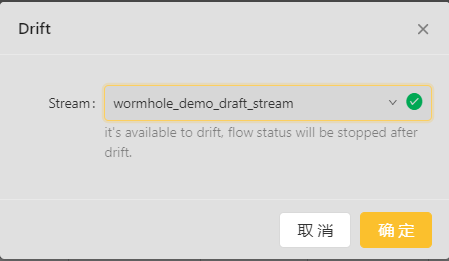 Drift
Stream: wormhole_demo_draft_stream
it's available to drift, flow status will be stopped after
drift.
取 消 确 定